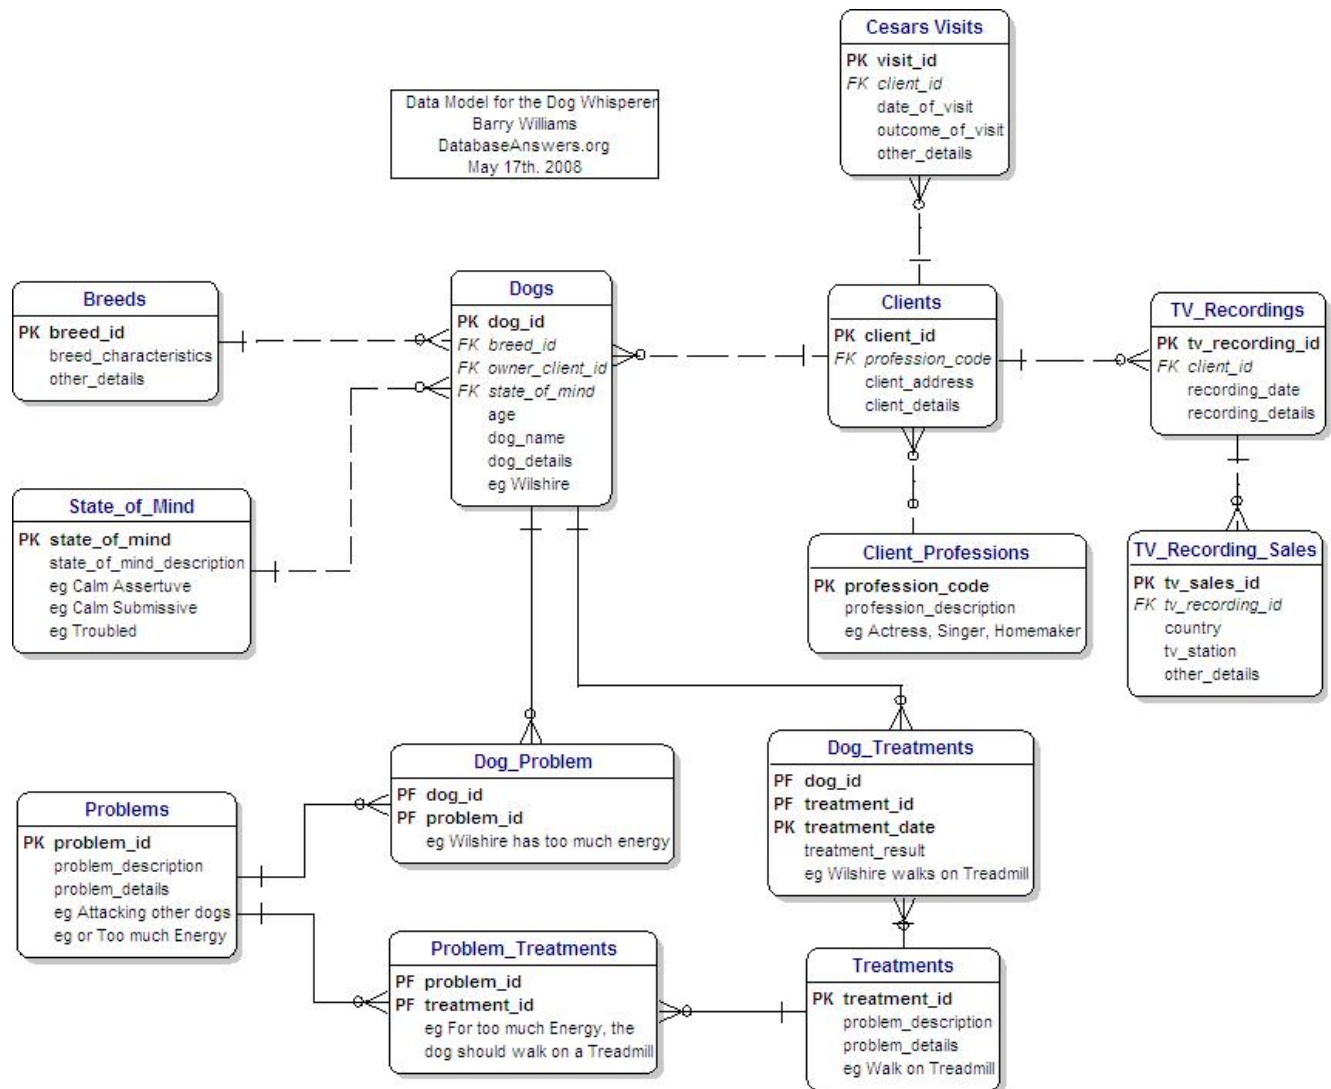 Cesars Visits
PK visit_id
FK client_id
date_of_visit
outcome_of_visit
other_details
Data Model for the Dog Whisperer
Barry Williams
DatabaseAnswers.org
May 17th. 2008
Breeds
PK breed_id
breed_characteristics
other_details
Dogs
PK dog_id
FK breed_id
FK owner_client_id
FK state_of_mind
age
dog_name
dog_details
eg Wilshire
Clients
PK client_id
FK profession_code
client_address
client_details
TV_Recordings
PK tv_recording_id
FK client_id
recording_date
recording_details
State_of_Mind
PK state_of_mind
state_of_mind_description
eg Calm Assertuve
eg Calm Submissive
eg Troubled
Client_Professions
PK profession_code
profession_description
eg Actress, Singer, Homemaker
TV_Recording_Sales
PK tv_sales_id
FK tv_recording_id
country
tv_station
other_details
Dog_Problem
PF dog_id
PF problem_id
eg Wilshire has too much energy
Dog_Treatments
PF dog_id
PF treatment_id
PK treatment_date
treatment_result
eg Wilshire walks on Treadmill
Problems
PK problem_id
problem_description
problem_details
eg Attacking other dogs
eg or Too much Energy
Problem_Treatments
PF problem_id
PF treatment_id
eg For too much Energy, the
dog should walk on a Treadmill
Treatments
PK treatment_id
problem_description
problem_details
eg Walk on Treadmill